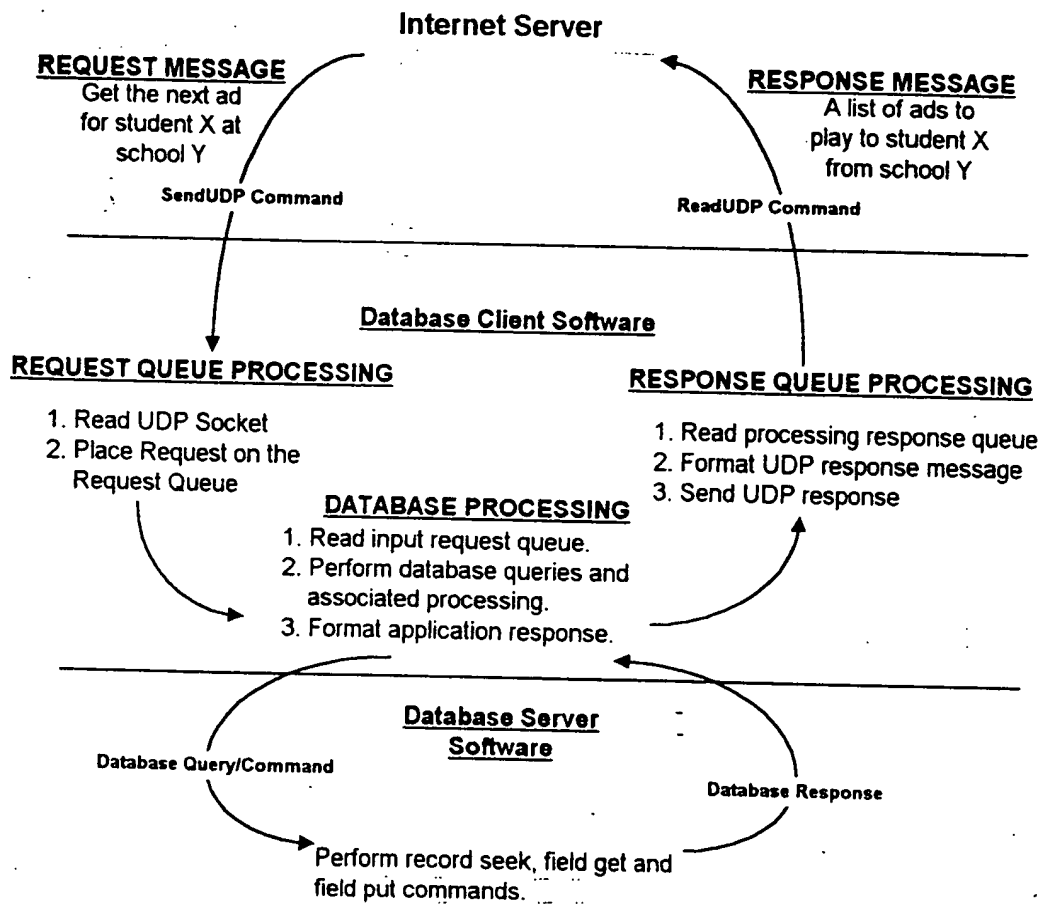 Internet Server
REQUEST MESSAGE
Get the next ad
for student X at
school Y
RESPONSE MESSAGE
A list of ads to
play to student X
from school Y
SendUDP Command
ReadUDP Command
Database Client Software
REQUEST QUEUE PROCESSING
1. Read UDP Socket
2. Place Request on the
Request Queue
RESPONSE QUEUE PROCESSING
1. Read processing response queue
2. Format UDP response message
3. Send UDP response
DATABASE PROCESSING
1. Read input request queue.
2. Perform database queries and
associated processing.
3. Format application response.
Database Server
Software
Database Query/Command
Database Response
Perform record seek, field get and
field put commands.